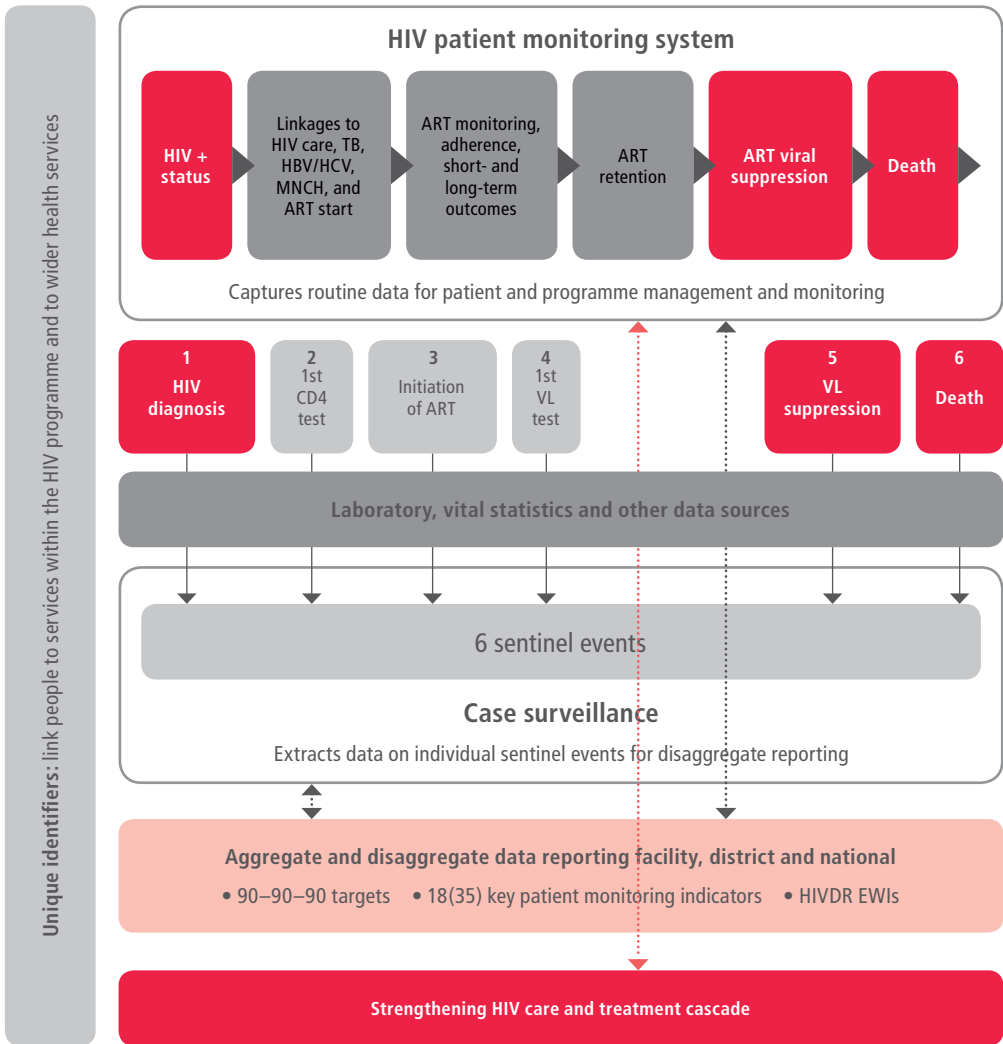 Unique identifiers: link people to services within the HIV programme and to wider health services
HIV patient monitoring system
HIV +
status
Linkages to
HIV care, TB,
HBV/HCV,
MNCH, and
ART start
ART monitoring,
adherence,
short- and
long-term
outcomes
ART
retention
ART viral
suppression
Death
Captures routine data for patient and programme management and monitoring
1
HIV
diagnosis
2
1st
CD4
test
3
Initiation
of ART
4
1st
VL
test
5
VL
suppression
6
Death
Laboratory, vital statistics and other data sources
6 sentinel events
Case surveillance
Extracts data on individual sentinel events for disaggregate reporting
Aggregate and disaggregate data reporting facility, district and national
• 90–90–90 targets • 18(35) key patient monitoring indicators • HIVDR EWIs
Strengthening HIV care and treatment cascade